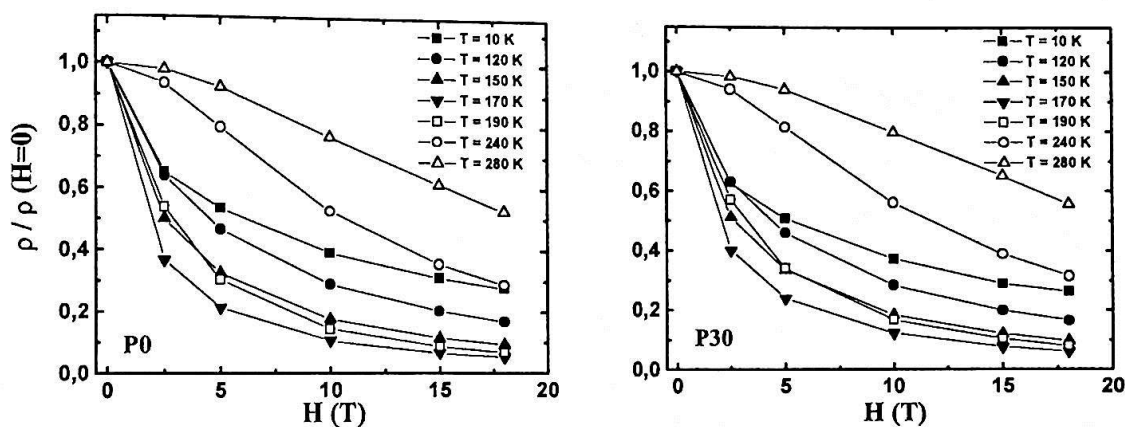 ρ / ρ (H=0)
1,0
0,8
0,6
0,4
0,2
0,0
0
5
10
15
20
H (T)
P0
T = 10 K
T = 120 K
T = 150 K
T = 170 K
T = 190 K
T = 240 K
T = 280 K
1,0
0,8
0,6
0,4
0,2
0,0
0
5
10
15
20
H (T)
P30
T = 10 K
T = 120 K
T = 150 K
T = 170 K
T = 190 K
T = 240 K
T = 280 K